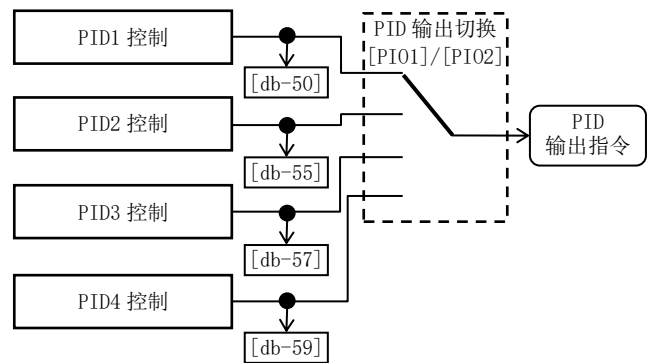 PID1 控制
[db-50]
PID2 控制
[db-55]
PID3 控制
[db-57]
PID4 控制
[db-59]
PID 输出切换
[PIO1]/[PIO2]
PID
输出指令